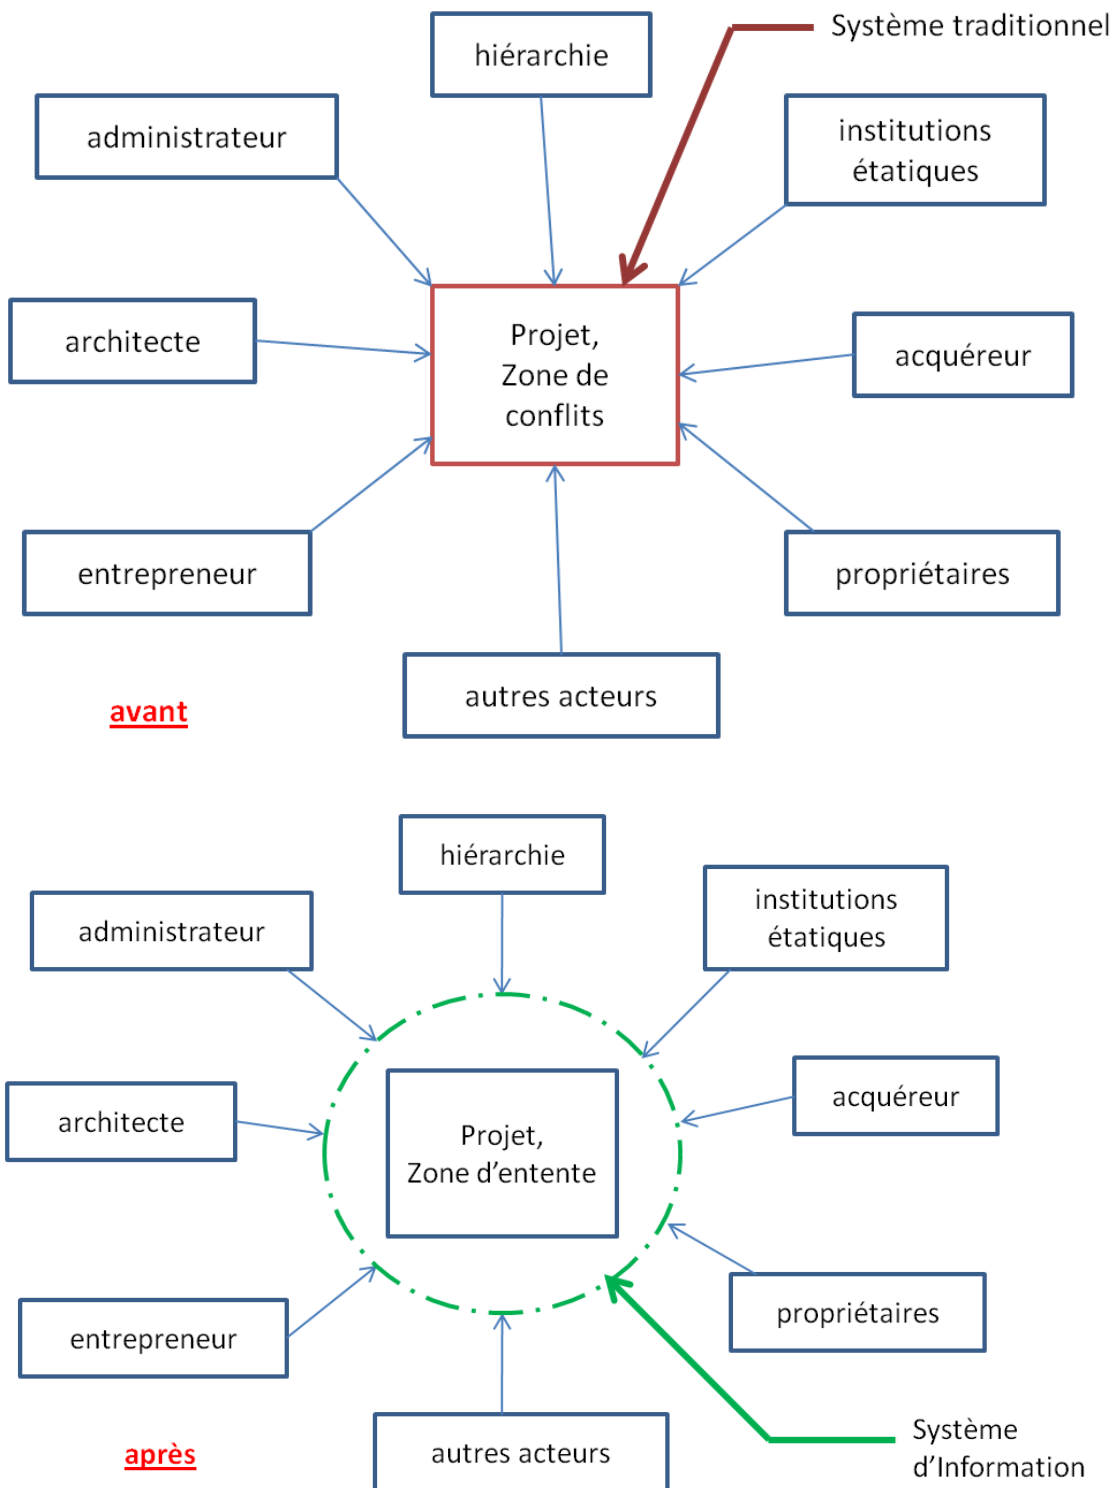 hiérarchie
Système traditionnel
administrateur
institutions
étatiques
architecte
Projet,
Zone de
conflits
acquéreur
entrepreneur
propriétaires
autres acteurs
avant
hiérarchie
institutions
étatiques
administrateur
acquéreur
architecte
Projet,
Zone d’entente
propriétaires
entrepreneur
autres acteurs
après
Système
d’Information